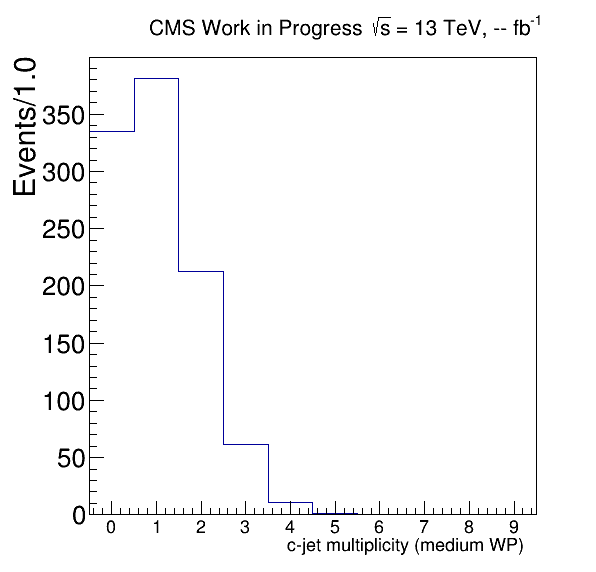 CMS Work in Progress √s = 13 TeV, -- fb⁻¹
Events/1.0
350
300
250
200
150
100
50
0
0 1 2 3 4 5 6 7 8 9
c-jet multiplicity (medium WP)